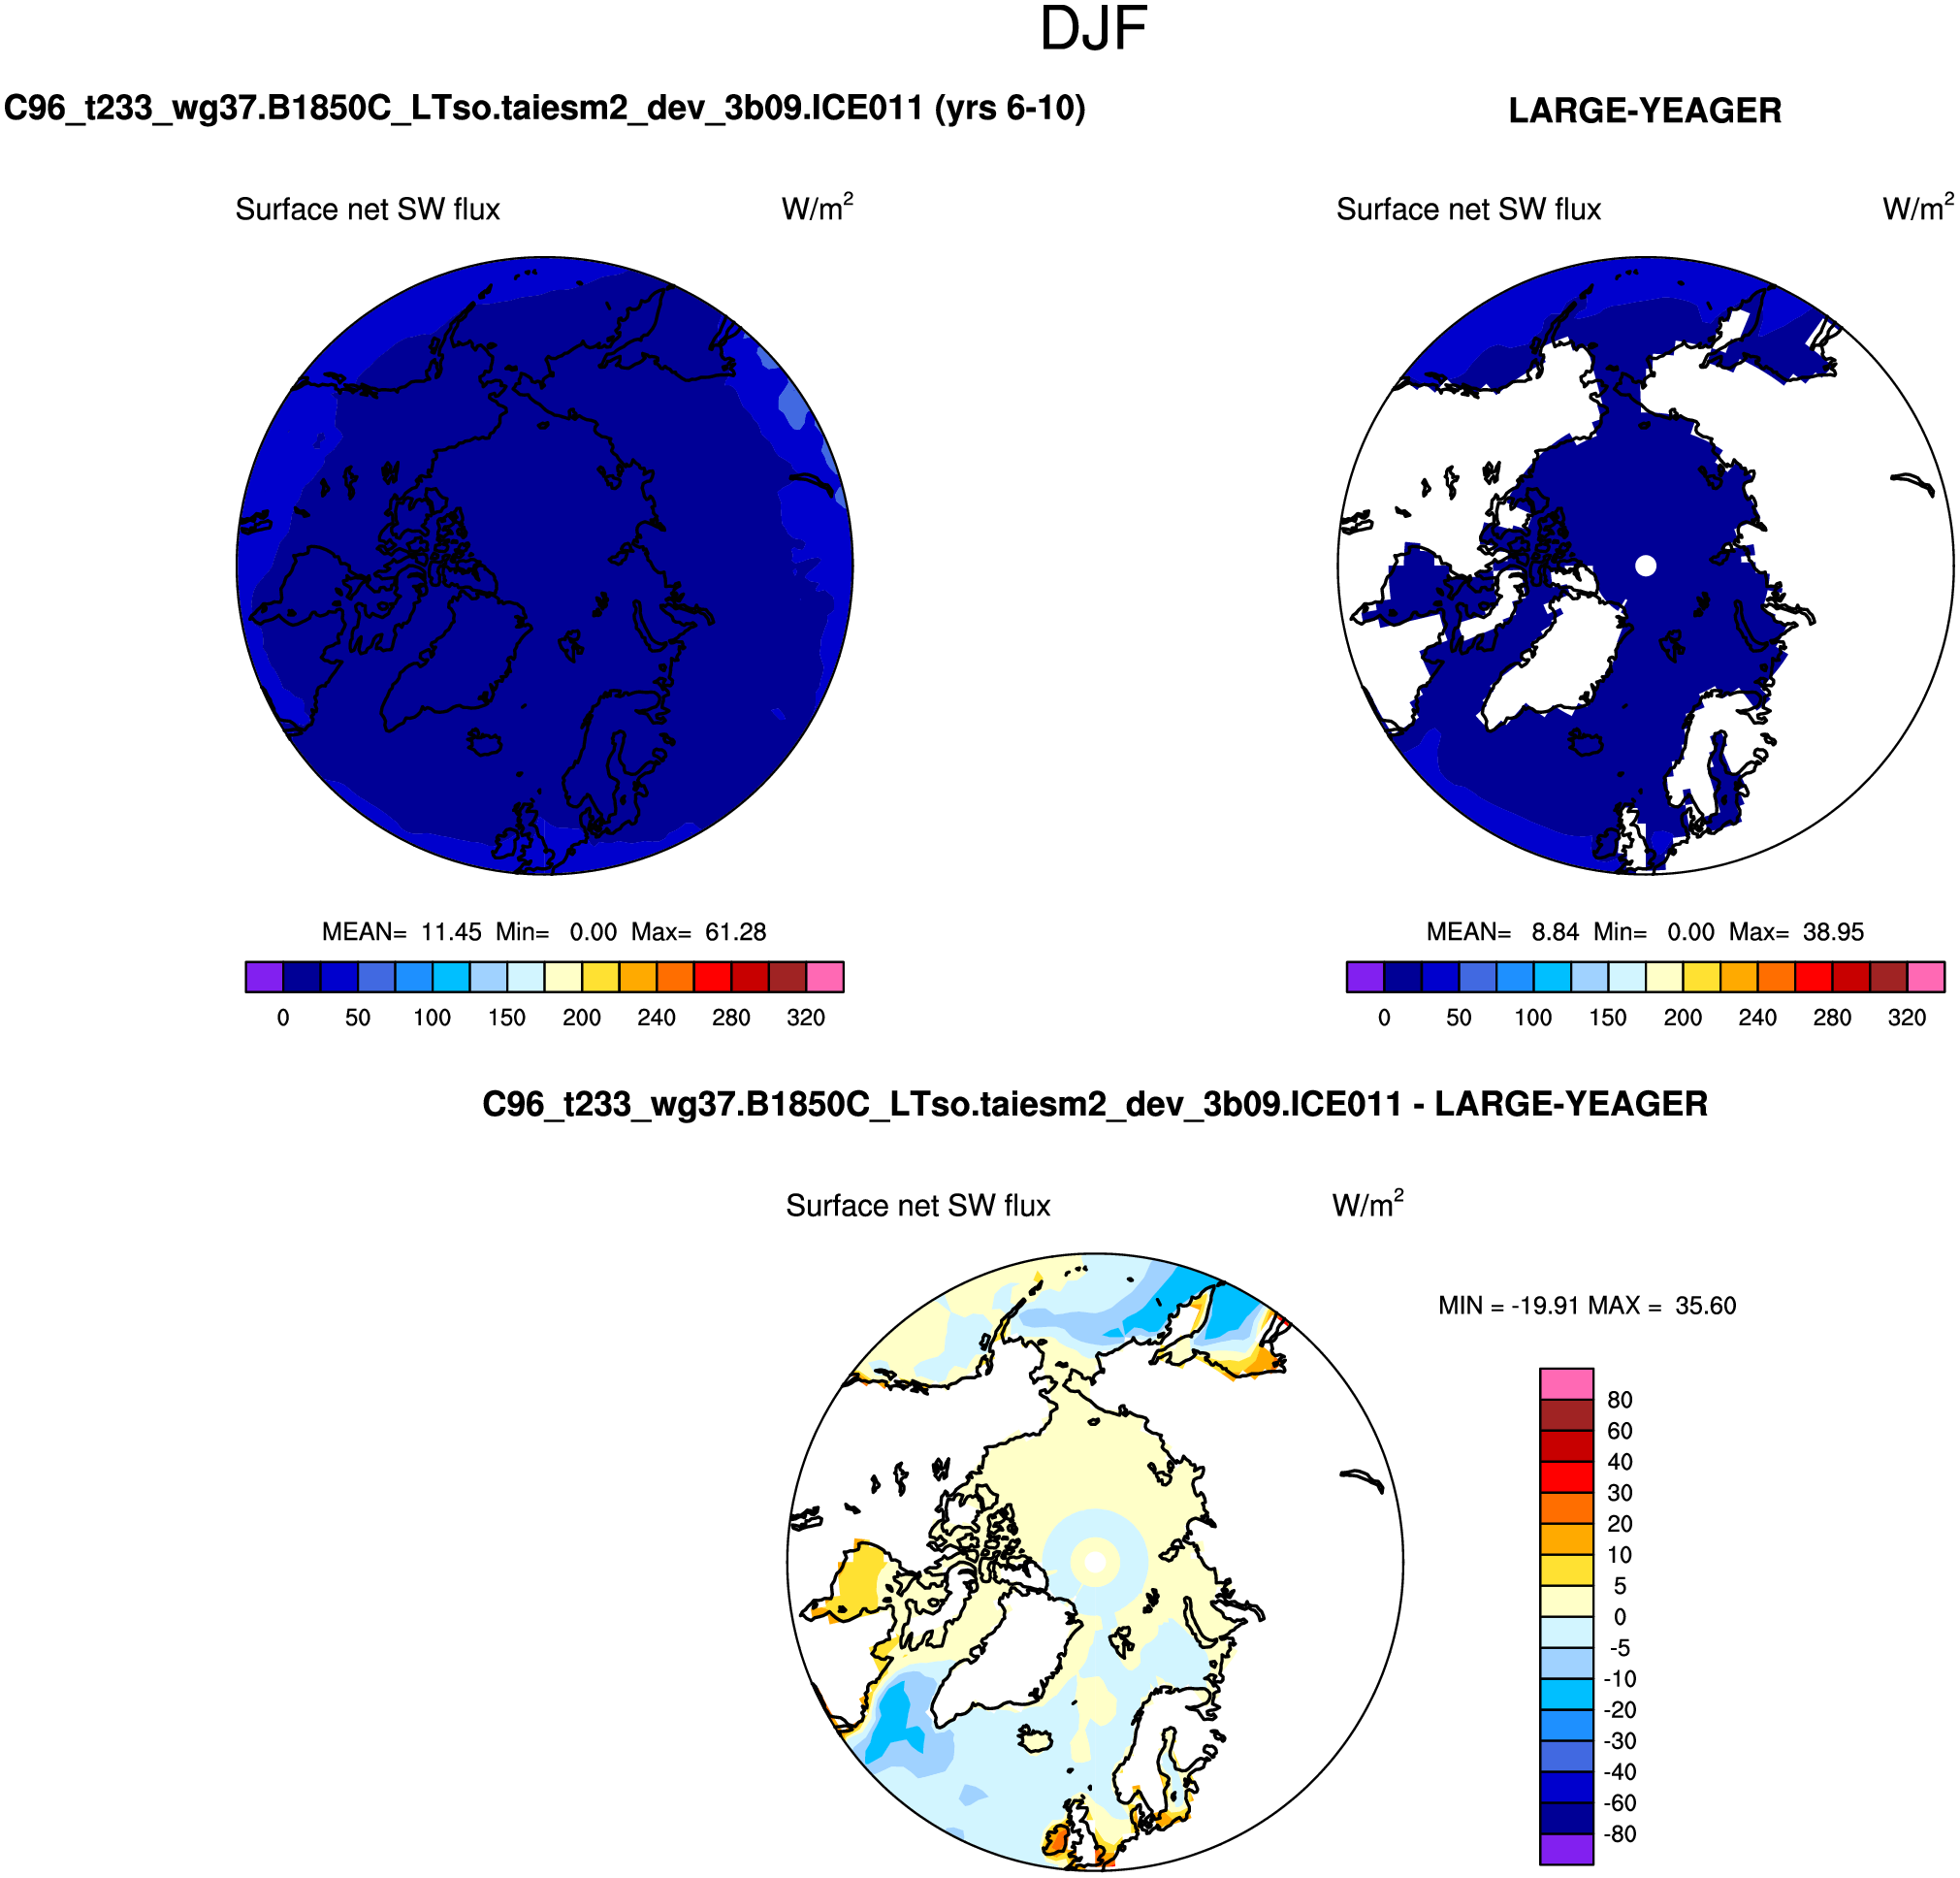 DJF
C96_t233_wg37.B1850C_LTso.taiesm2_dev_3b09.ICE011 (yrs 6-10)
LARGE-YEAGER
Surface net SW flux W/m²
Surface net SW flux W/m²
MEAN= 11.45 Min= 0.00 Max= 61.28
MEAN= 8.84 Min= 0.00 Max= 38.95
0 50 100 150 200 240 280 320
0 50 100 150 200 240 280 320
C96_t233_wg37.B1850C_LTso.taiesm2_dev_3b09.ICE011 - LARGE-YEAGER
Surface net SW flux W/m²
MIN = -19.91 MAX = 35.60
80
60
40
30
20
10
5
0
-5
-10
-20
-30
-40
-60
-80